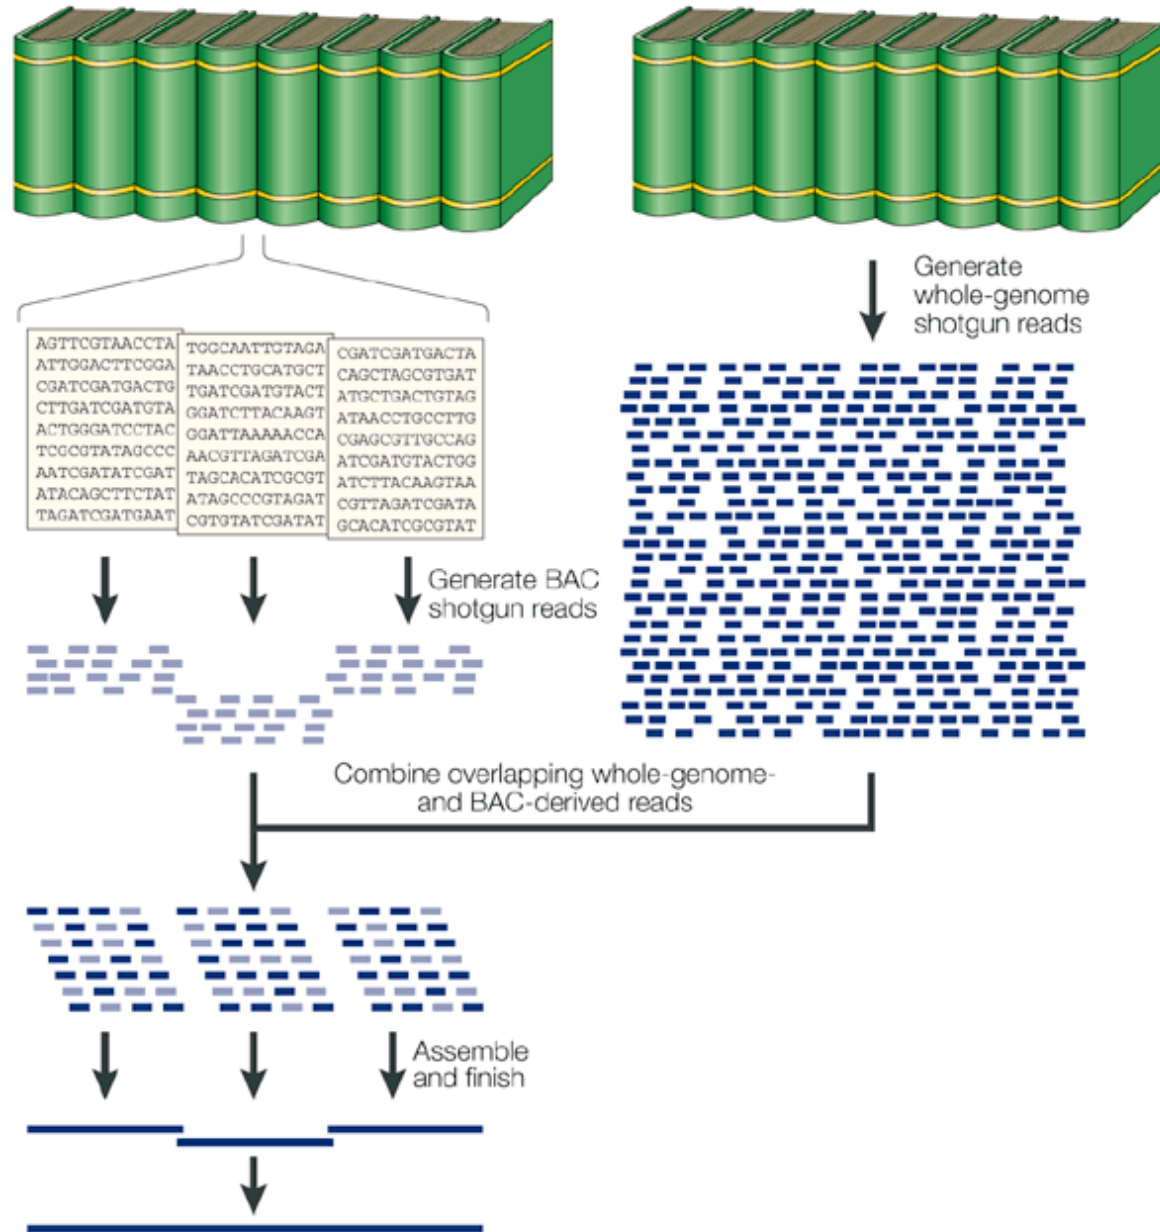 Generate
whole-genome
shotgun reads
AGTTCGTAACCTA
ATTGGACTTCGGA
CGATCGATGACTG
CTTGATCGATGTA
ACTGGGATCCTAC
TCGCGTATAGCCC
AATCGATATCGAT
ATACAGCTTCTAT
TAGATCGATGAAT
TGGCAATTGTAGA
TAACCTGCATGCT
TGATCGATGTACT
GGATCTTACAAGT
GGATTAAAAACCA
AACGTTAGATCGA
TAGCACATCGCGT
ATAGCCCGTAGAT
CGTGTATCGATAT
CGATCGATGACTA
CAGCTAGCGTGAT
ATGCTGACTGTAG
ATAACCTGCCTTG
CGAGCGTTGCCAG
ATCGATGTACTGG
ATCTTACAAGTAA
CGTTAGATCGATA
GCACATCGCGTAT
Generate BAC
shotgun reads
Combine overlapping whole-genome-
and BAC-derived reads
Assemble
and finish